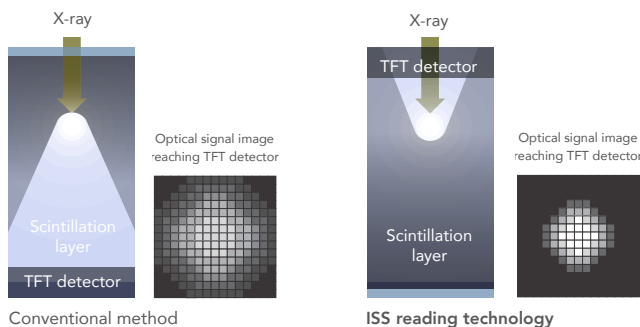 X-ray
Optical signal image
reaching TFT detector
Scintillation
layer
TFT detector
Conventional method
X-ray
TFT detector
Optical signal image
reaching TFT detector
Scintillation
layer
ISS reading technology